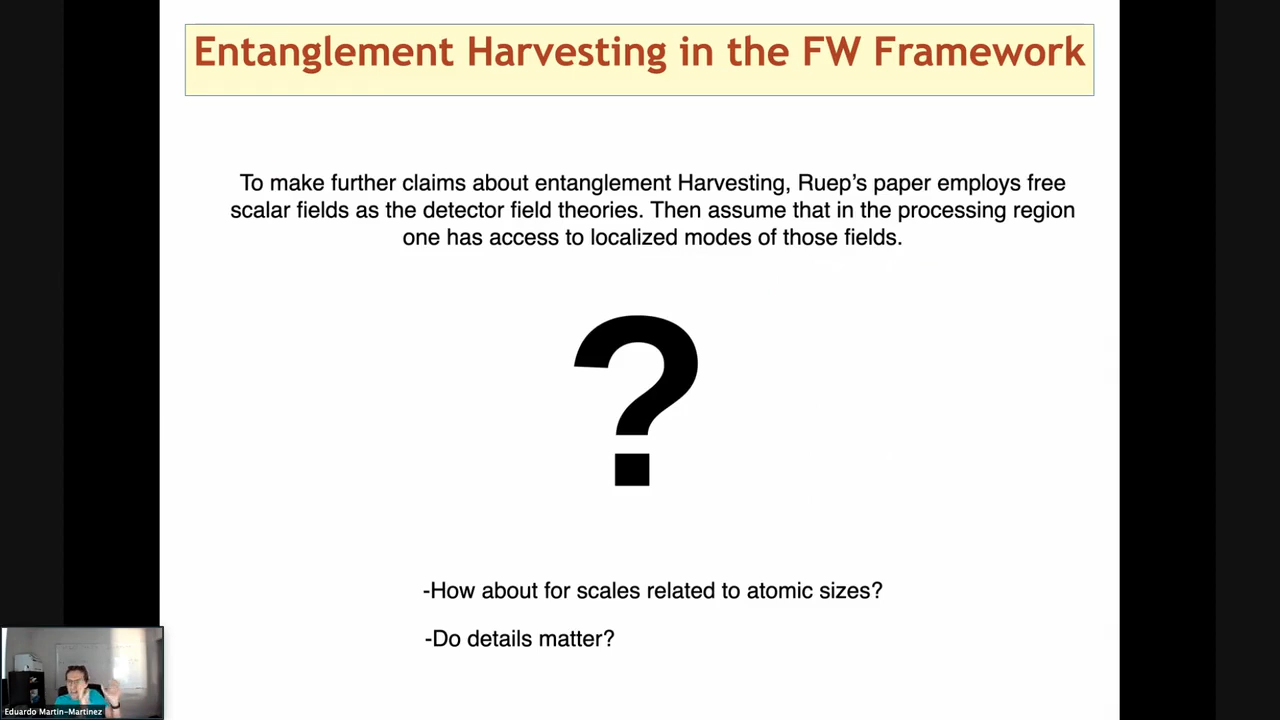 Entanglement Harvesting in the FW Framework
To make further claims about entanglement Harvesting, Ruep's paper employs free
scalar fields as the detector field theories. Then assume that in the processing region
one has access to localized modes of those fields.
?
-How about for scales related to atomic sizes?
-Do details matter?
Eduardo Martin-Martinez